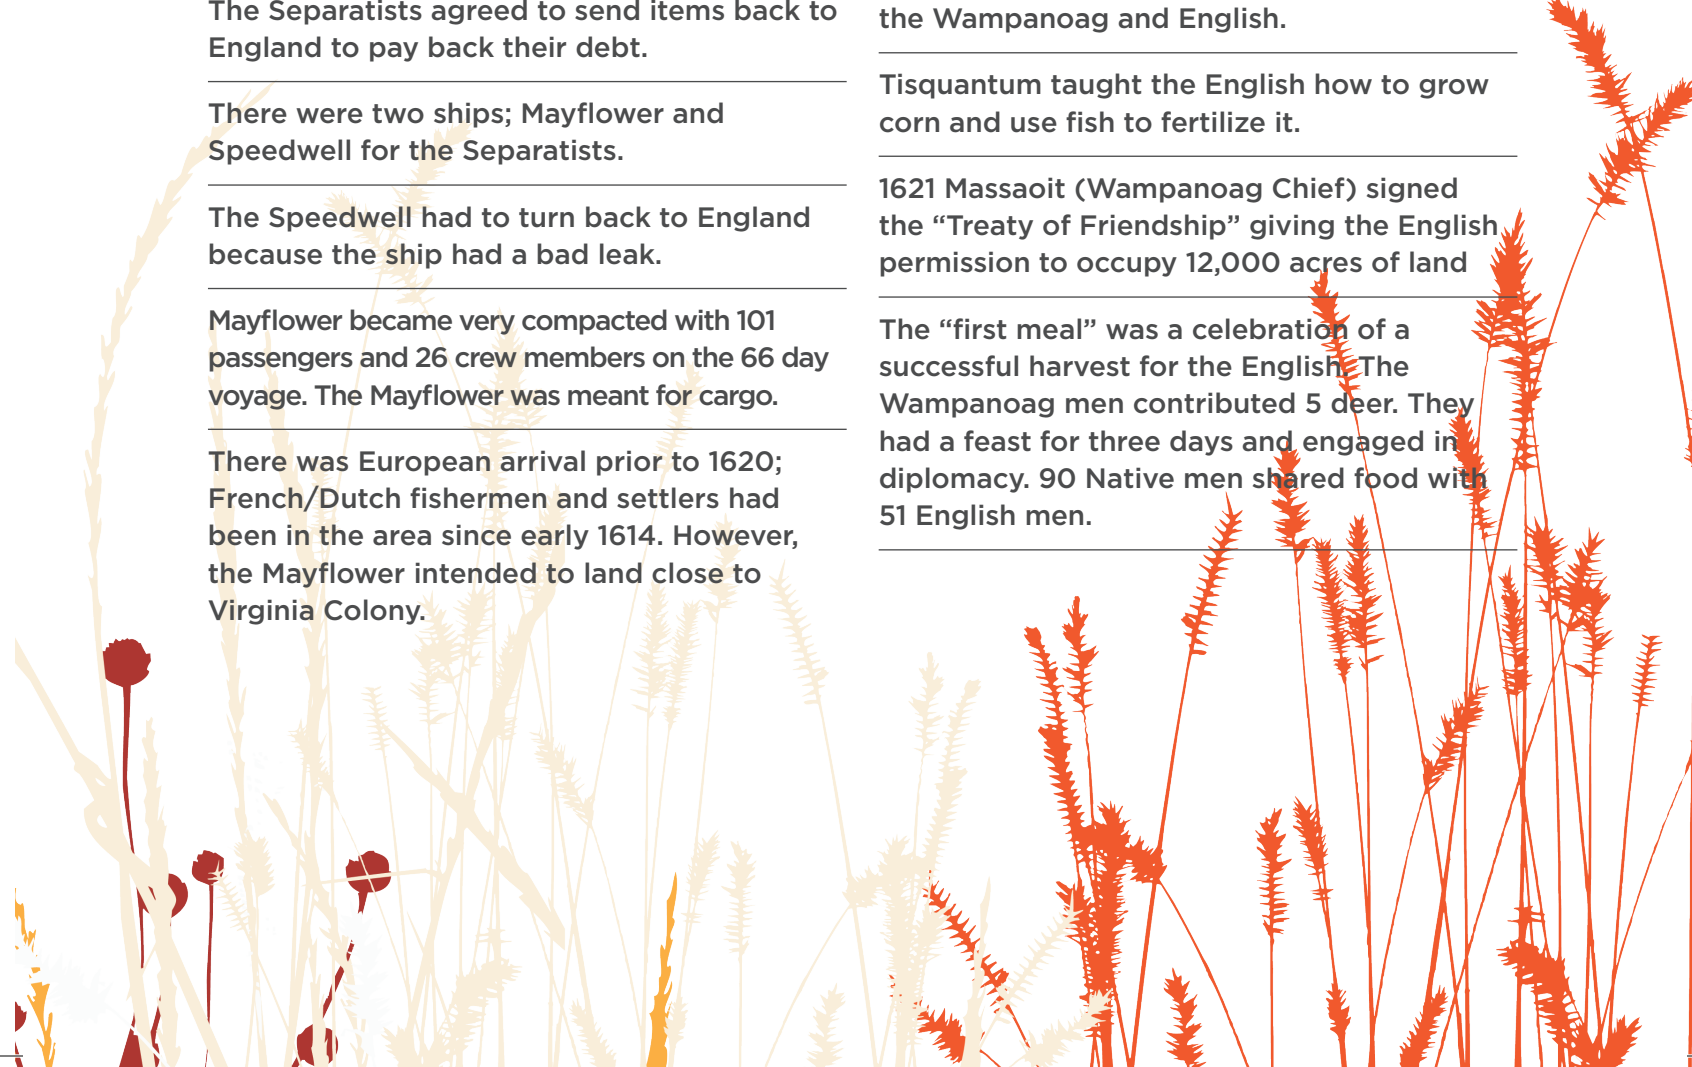 The Separatists agreed to send items back to
England to pay back their debt.
There were two ships; Mayflower and
Speedwell for the Separatists.
The Speedwell had to turn back to England
because the ship had a bad leak.
Mayflower became very compacted with 101
passengers and 26 crew members on the 66 day
voyage. The Mayflower was meant for cargo.
There was European arrival prior to 1620;
French/Dutch fishermen and settlers had
been in the area since early 1614. However,
the Mayflower intended to land close to
Virginia Colony.
the Wampanoag and English.
Tisquantum taught the English how to grow
corn and use fish to fertilize it.
1621 Massaoit (Wampanoag Chief) signed
the “Treaty of Friendship” giving the English
permission to occupy 12,000 acres of land
The “first meal” was a celebration of a
successful harvest for the English. The
Wampanoag men contributed 5 deer. They
had a feast for three days and engaged in
diplomacy. 90 Native men shared food with
51 English men.